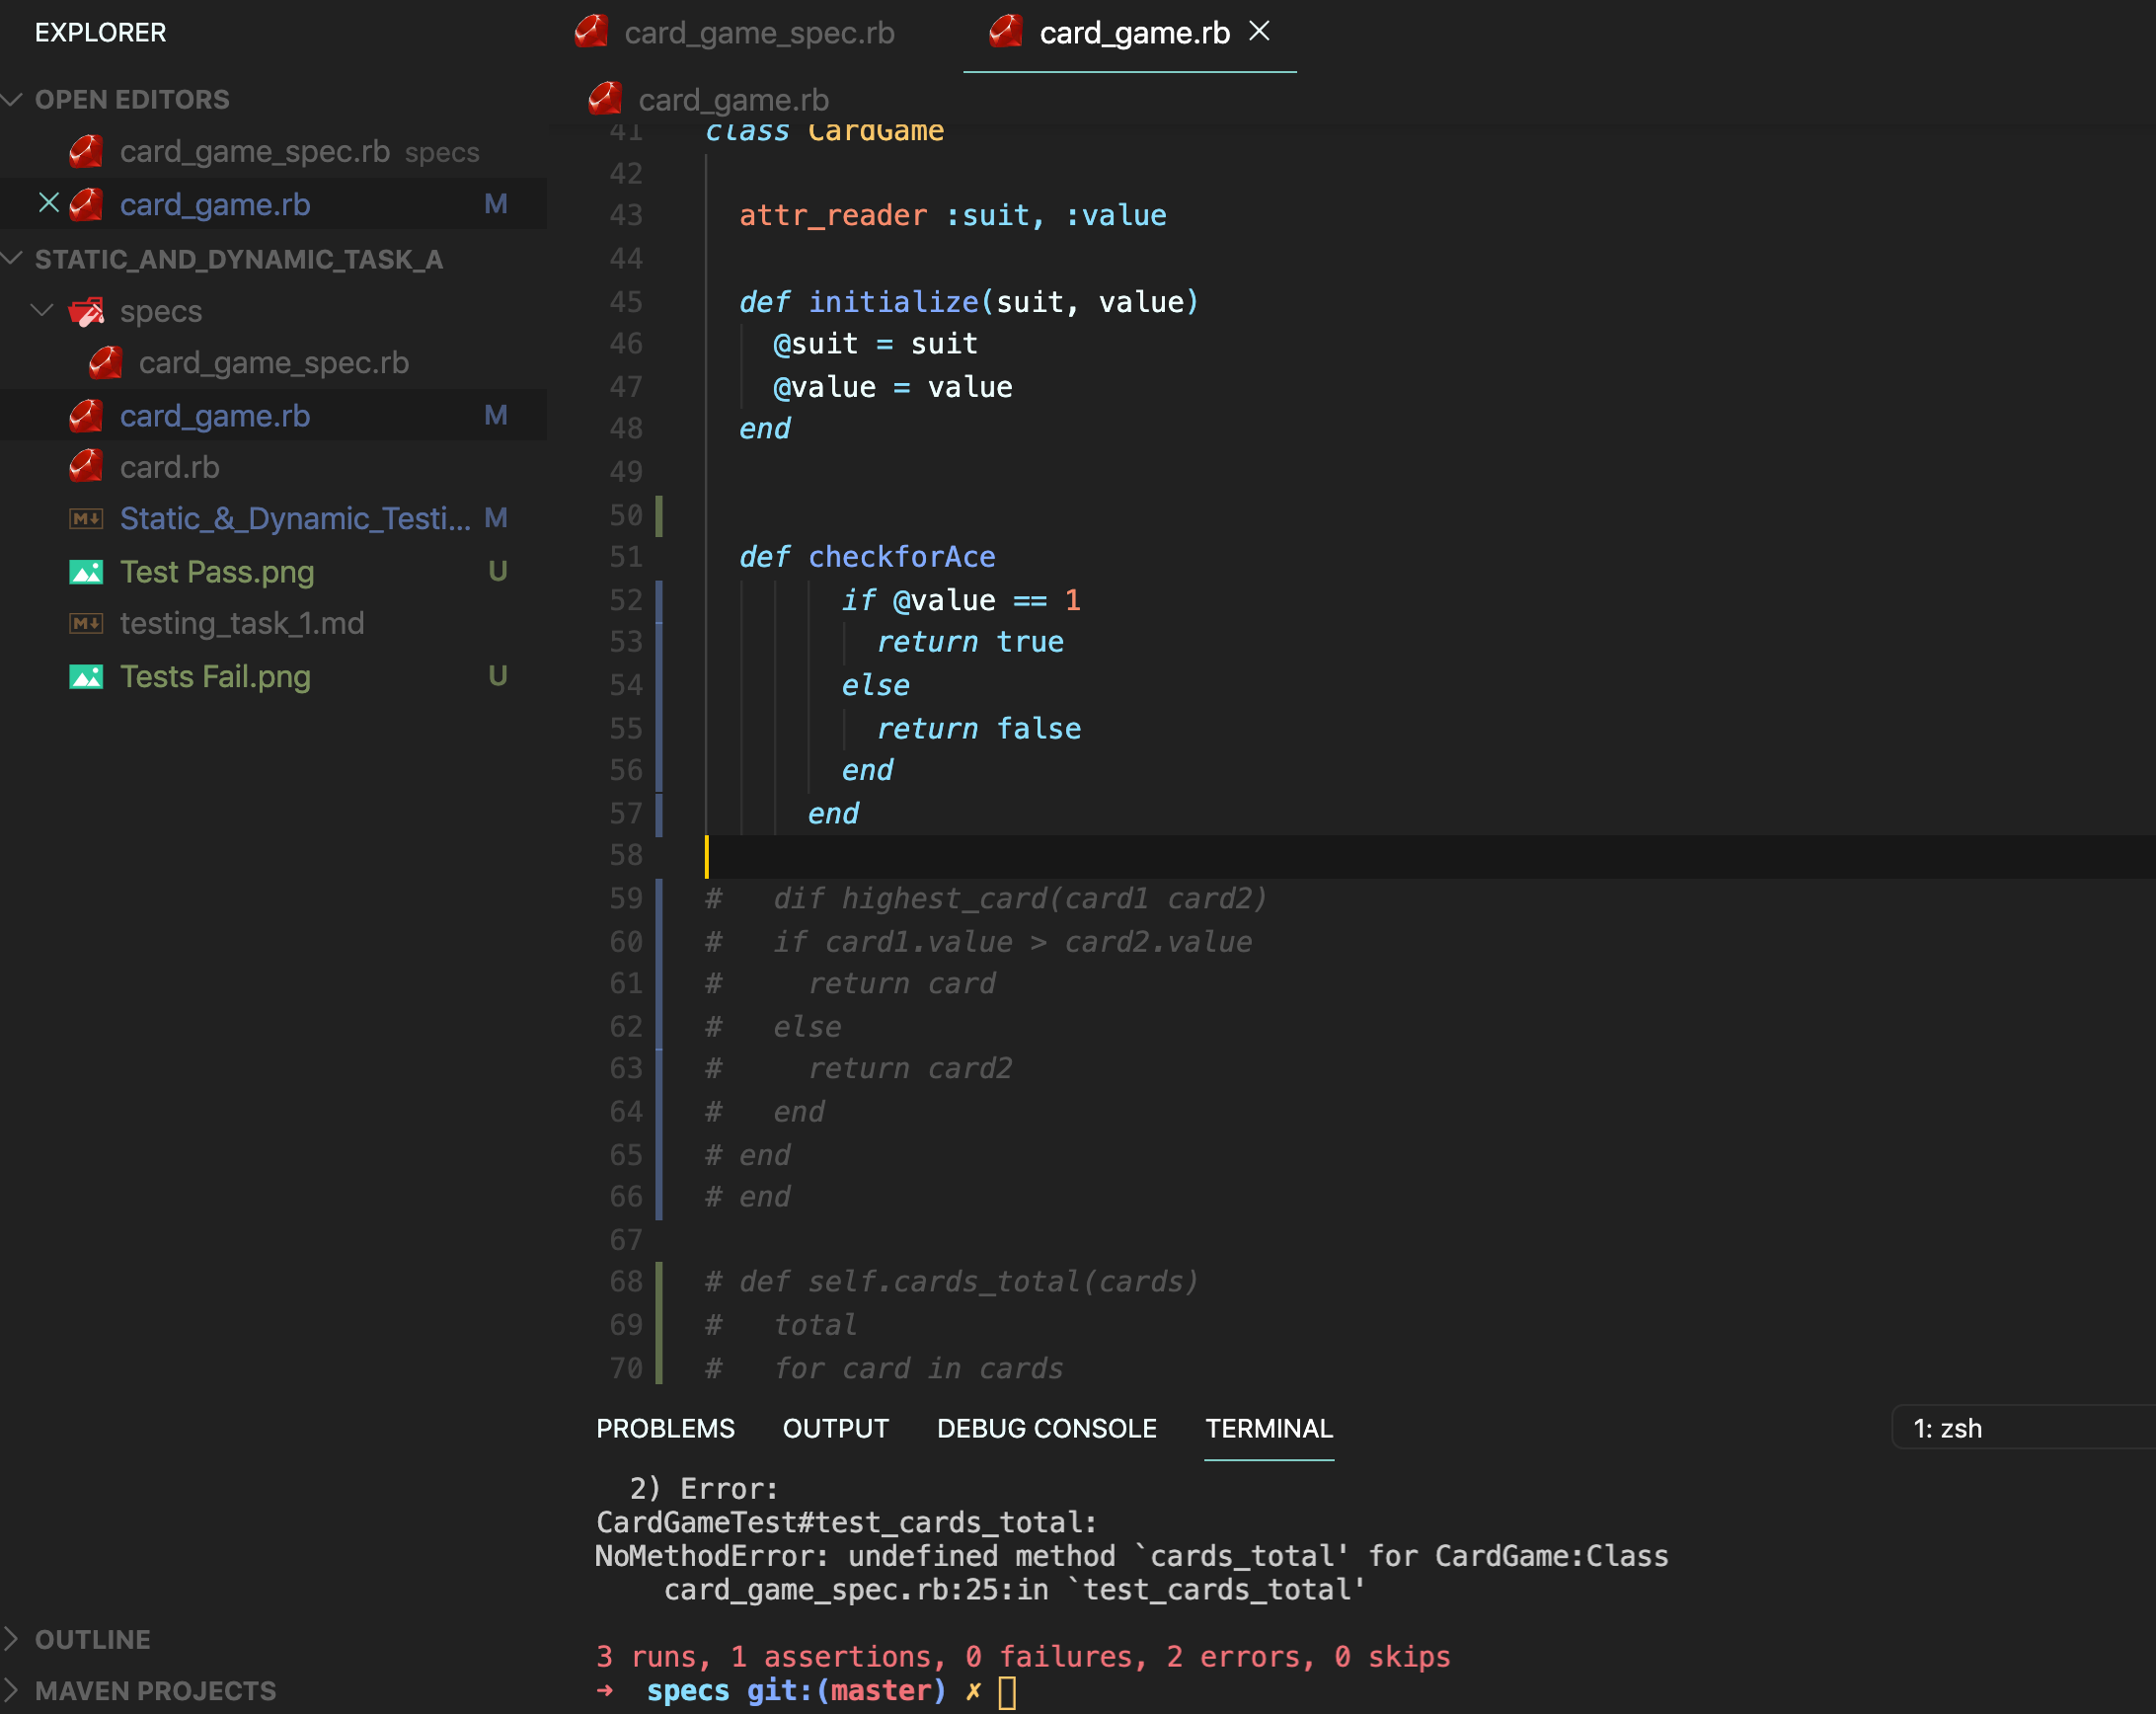 EXPLORER
OPEN EDITORS
card_game_spec.rb specs
card_game.rb M
STATIC_AND_DYNAMIC_TASK_A
specs
card_game_spec.rb
card_game.rb M
card.rb
Static_&_Dynamic_Testi... M
Test Pass.png U
testing_task_1.md
Tests Fail.png U
OUTLINE
MAVEN PROJECTS
card_game_spec.rb
card_game.rb
card_game.rb
41 class CardGame
42
43 attr_reader :suit, :value
44
45 def initialize(suit, value)
46 @suit = suit
47 @value = value
48 end
49
50
51 def checkforAce
52 if @value == 1
53 return true
54 else
55 return false
56 end
57 end
58
59 # dif highest_card(card1 card2)
60 # if card1.value > card2.value
61 # return card
62 # else
63 # return card2
64 # end
65 # end
66 # end
67
68 # def self.cards_total(cards)
69 # total
70 # for card in cards
PROBLEMS OUTPUT DEBUG CONSOLE TERMINAL
1: zsh
2) Error:
CardGameTest#test_cards_total:
NoMethodError: undefined method `cards_total' for CardGame:Class
card_game_spec.rb:25:in `test_cards_total'
3 runs, 1 assertions, 0 failures, 2 errors, 0 skips
➜ specs git:(master) ✗